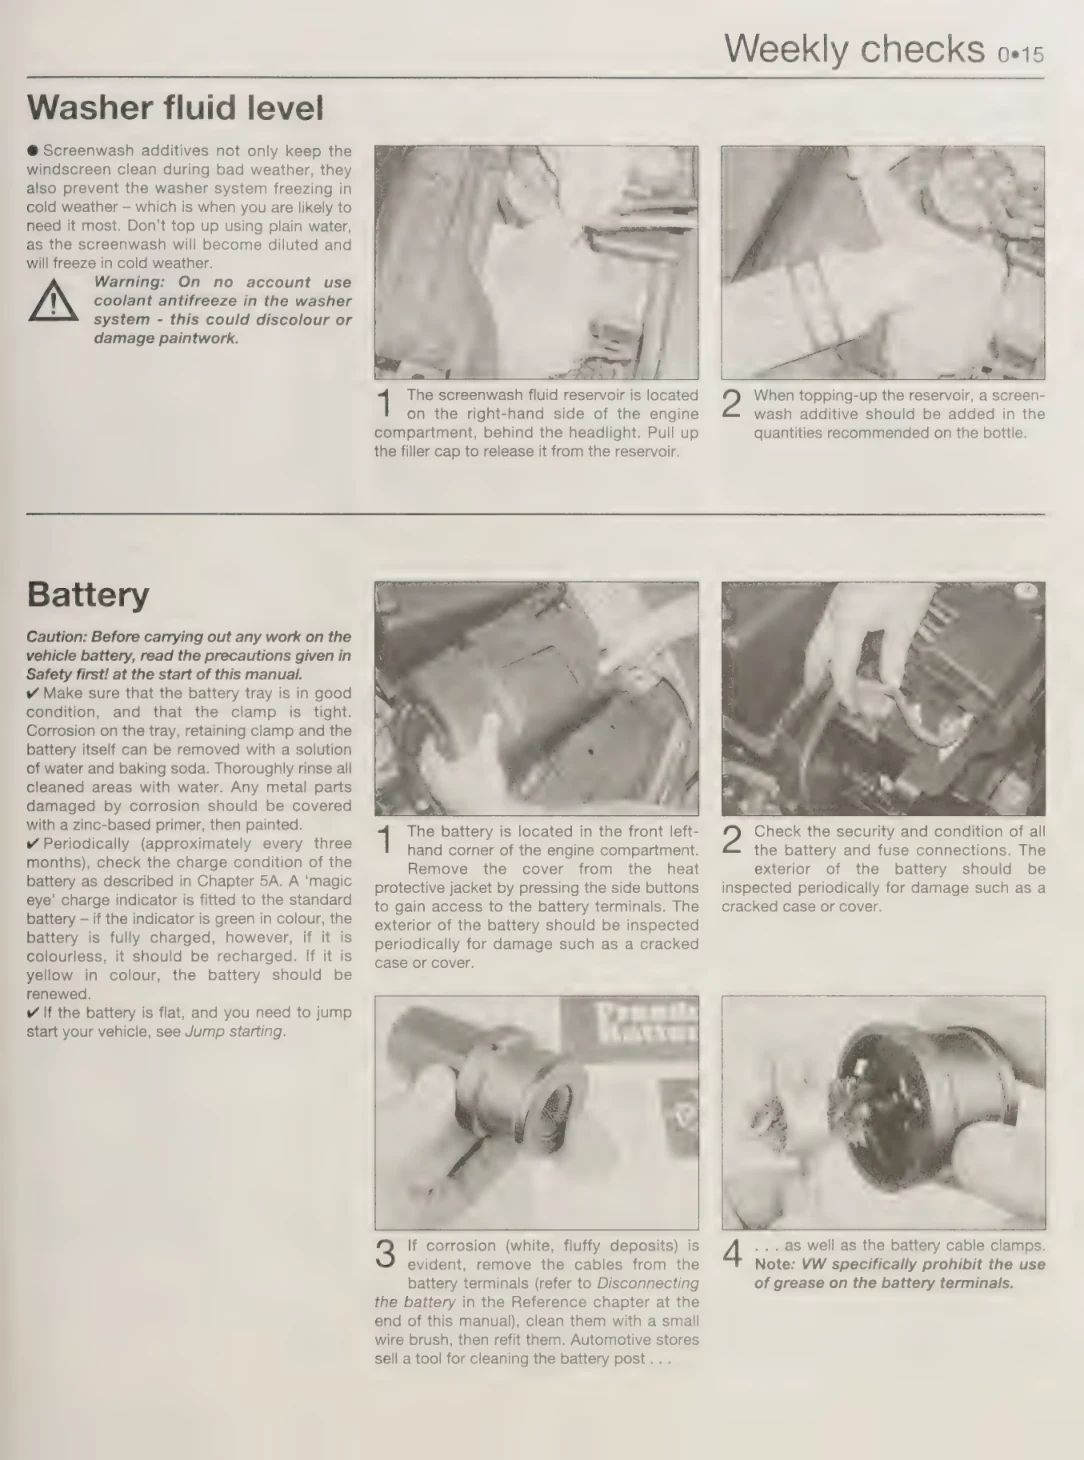 Weekly checks 0•15
Washer fluid level
● Screenwash additives not only keep the
windscreen clean during bad weather, they
also prevent the washer system freezing in
cold weather – which is when you are likely to
need it most. Don't top up using plain water,
as the screenwash will become diluted and
will freeze in cold weather.
Warning: On no account use
coolant antifreeze in the washer
system - this could discolour or
damage paintwork.
1 The screenwash fluid reservoir is located
on the right-hand side of the engine
compartment, behind the headlight. Pull up
the filler cap to release it from the reservoir.
2 When topping-up the reservoir, a screen-
wash additive should be added in the
quantities recommended on the bottle.
Battery
Caution: Before carrying out any work on the
vehicle battery, read the precautions given in
Safety first! at the start of this manual.
✔ Make sure that the battery tray is in good
condition, and that the clamp is tight.
Corrosion on the tray, retaining clamp and the
battery itself can be removed with a solution
of water and baking soda. Thoroughly rinse all
cleaned areas with water. Any metal parts
damaged by corrosion should be covered
with a zinc-based primer, then painted.
✔ Periodically (approximately every three
months), check the charge condition of the
battery as described in Chapter 5A. A 'magic
eye' charge indicator is fitted to the standard
battery – if the indicator is green in colour, the
battery is fully charged, however, if it is
colourless, it should be recharged. If it is
yellow in colour, the battery should be
renewed.
✔ If the battery is flat, and you need to jump
start your vehicle, see Jump starting.
1 The battery is located in the front left-
hand corner of the engine compartment.
Remove the cover from the heat
protective jacket by pressing the side buttons
to gain access to the battery terminals. The
exterior of the battery should be inspected
periodically for damage such as a cracked
case or cover.
2 Check the security and condition of all
the battery and fuse connections. The
exterior of the battery should be
inspected periodically for damage such as a
cracked case or cover.
3 If corrosion (white, fluffy deposits) is
evident, remove the cables from the
battery terminals (refer to Disconnecting
the battery in the Reference chapter at the
end of this manual), clean them with a small
wire brush, then refit them. Automotive stores
sell a tool for cleaning the battery post . . .
4 . . . as well as the battery cable clamps.
Note: VW specifically prohibit the use
of grease on the battery terminals.